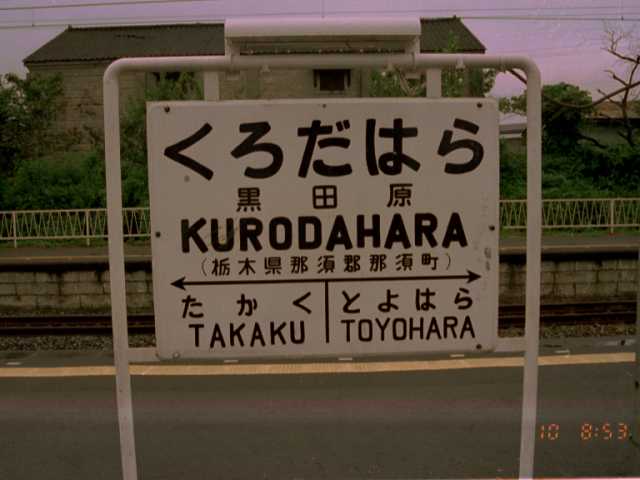 くろだはら
黒田原
KURODAHARA
(栃木県那須郡那須町)
たかく とよはら
TAKAKU TOYOHARA
10 8:53